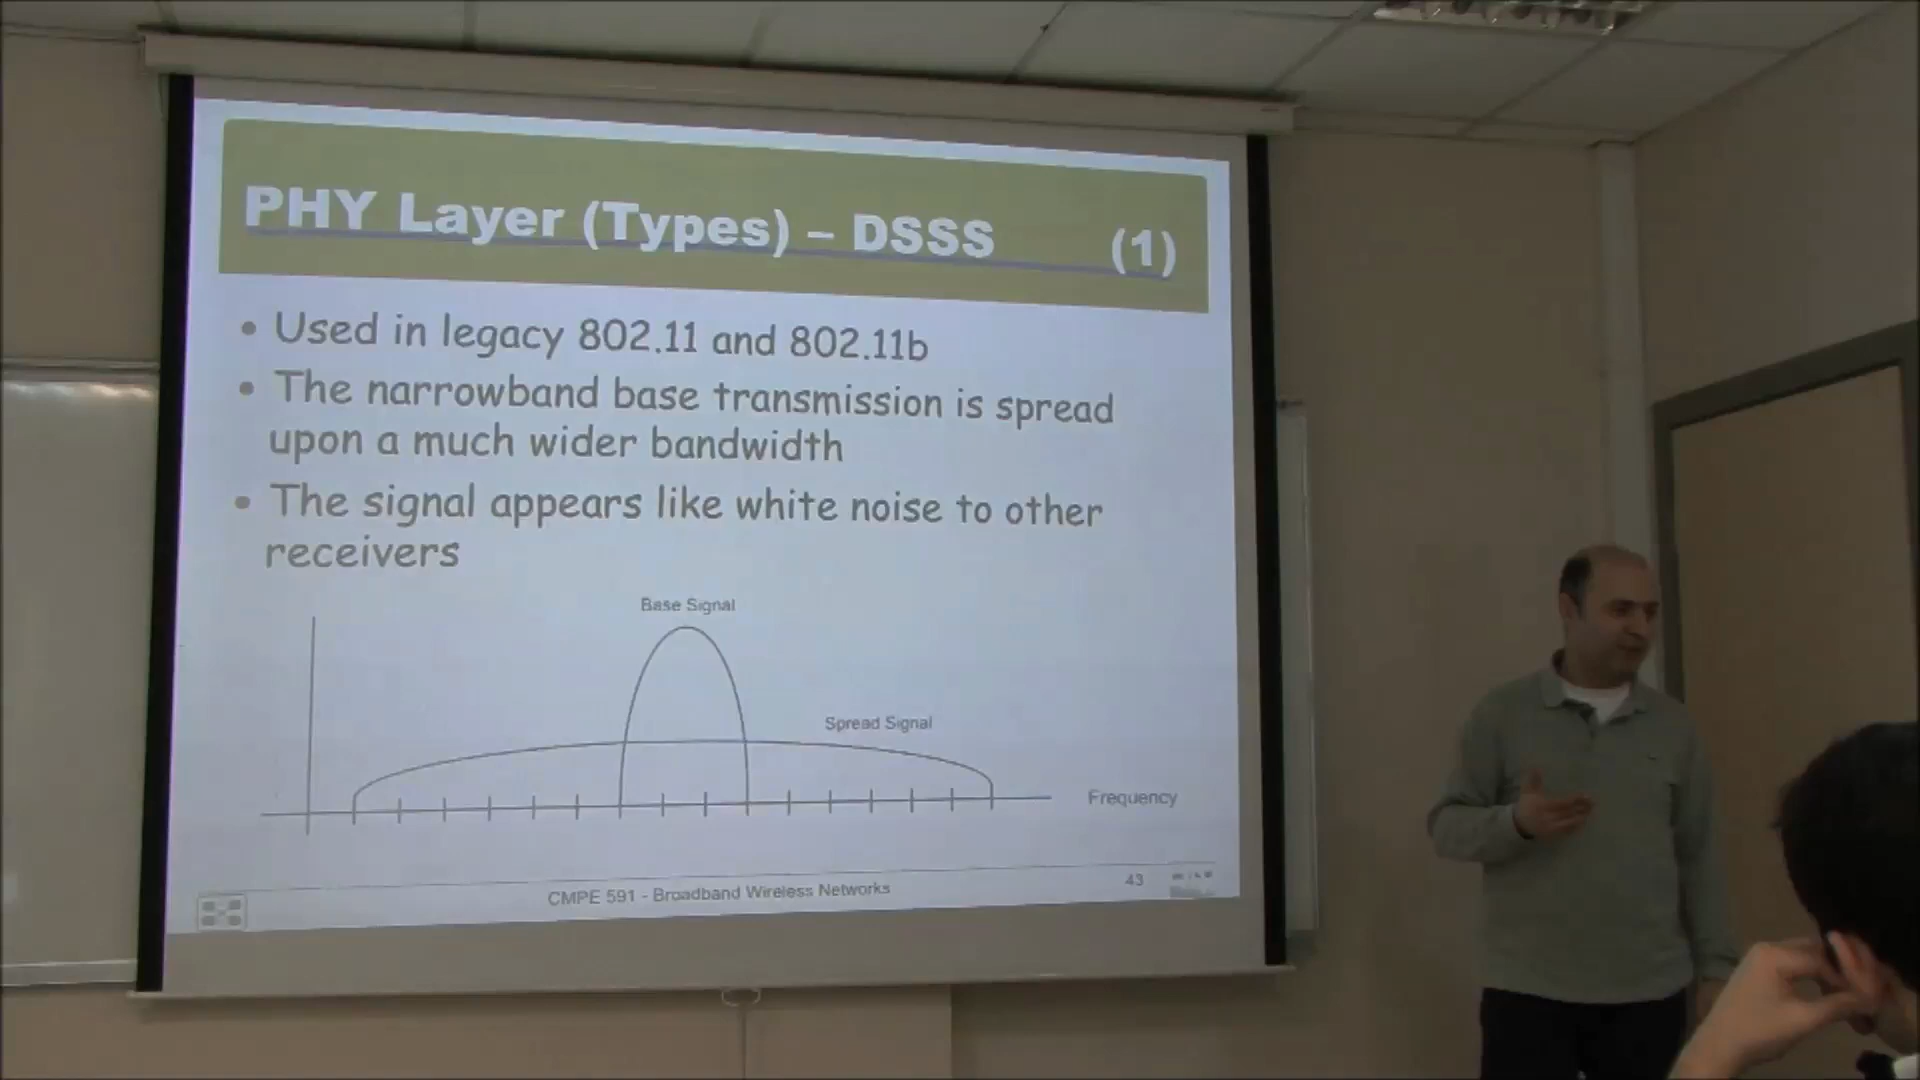 PHY Layer (Types) – DSSS (1)
• Used in legacy 802.11 and 802.11b
• The narrowband base transmission is spread
upon a much wider bandwidth
• The signal appears like white noise to other
receivers
Base Signal
Spread Signal
Frequency
CMPE 591 - Broadband Wireless Networks
43